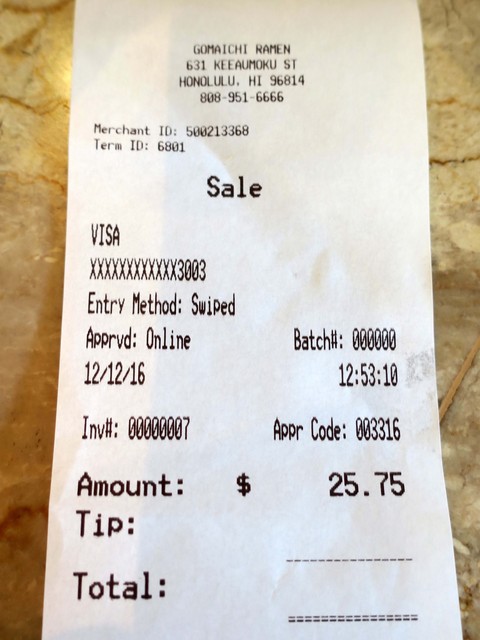 GOMAICHI RAMEN
631 KEEAUMOKU ST
HONOLULU, HI 96814
808-951-6666
Merchant ID: 500213368
Term ID: 6801
Sale
VISA
XXXXXXXXXXXX3003
Entry Method: Swiped
Apprvd: Online Batch#: 000000
12/12/16 12:53:10
Inv#: 00000007 Appr Code: 003316
Amount: $ 25.75
Tip:
Total: